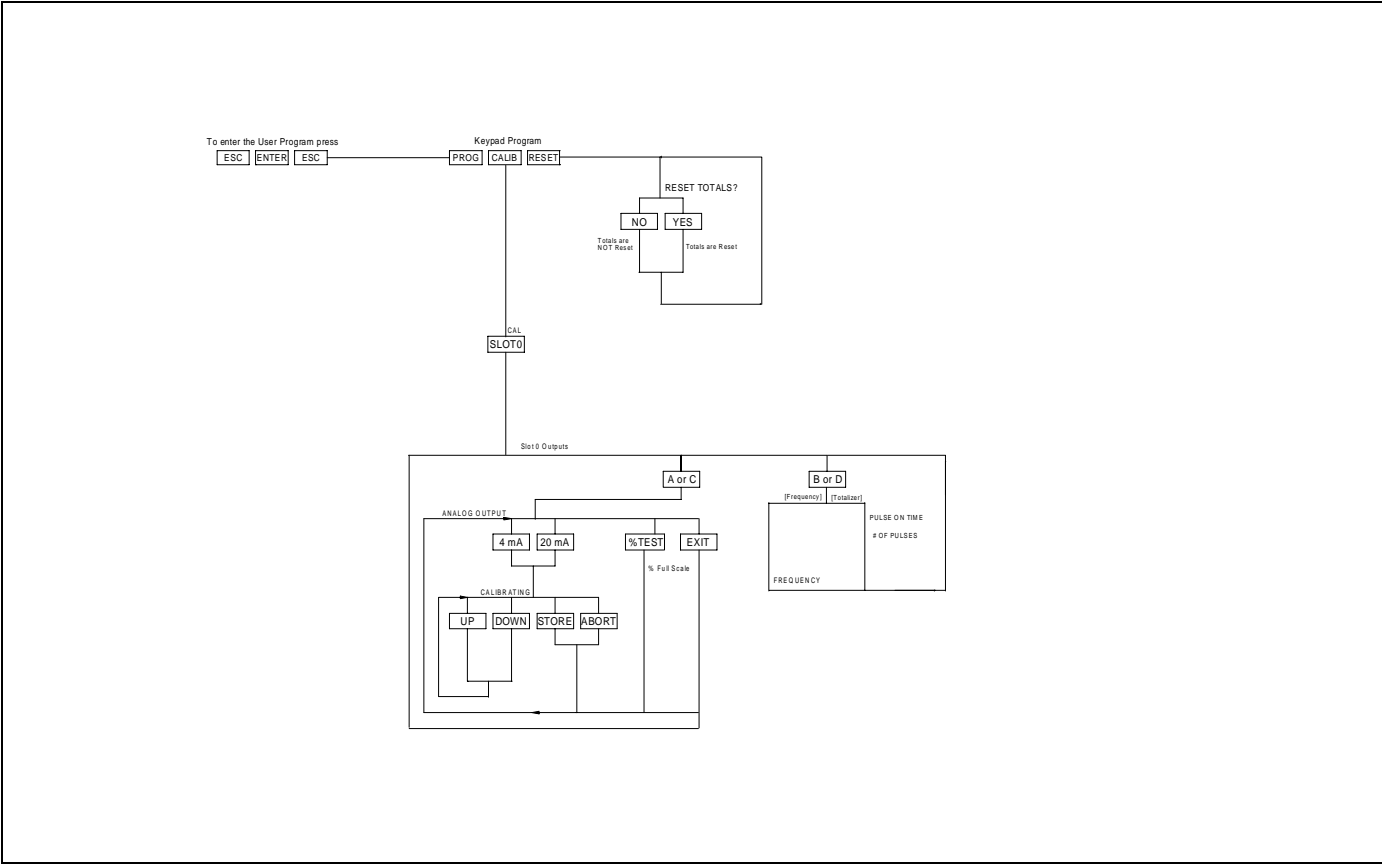 To enter the User Program press
ESC ENTER ESC
Keypad Program
PROG CALIB RESET
RESET TOTALS?
NO YES
Totals are
NOT Reset
Totals are Reset
CAL
SLOT0
Slot 0 Outputs
A or C
B or D
[Frequency] [Totalizer]
ANALOG OUTPUT
4 mA 20 mA %TEST EXIT
% Full Scale
PULSE ON TIME
# OF PULSES
FREQUENCY
CALIBRATING
UP DOWN STORE ABORT